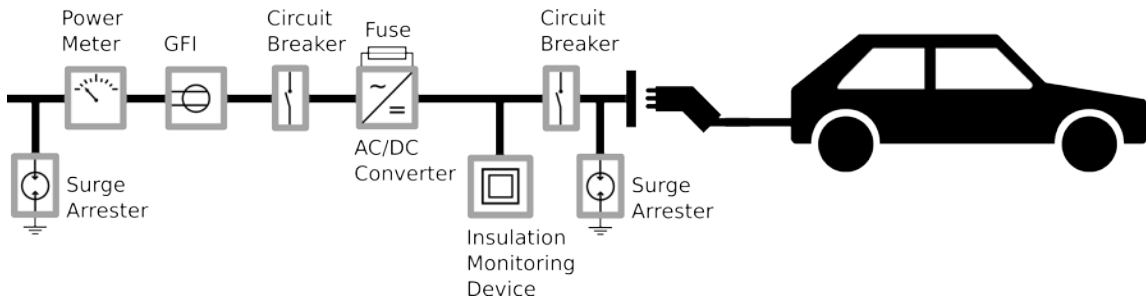 Power
Meter
GFI
Circuit
Breaker
Fuse
AC/DC
Converter
Circuit
Breaker
Surge
Arrester
Insulation
Monitoring
Device
Surge
Arrester